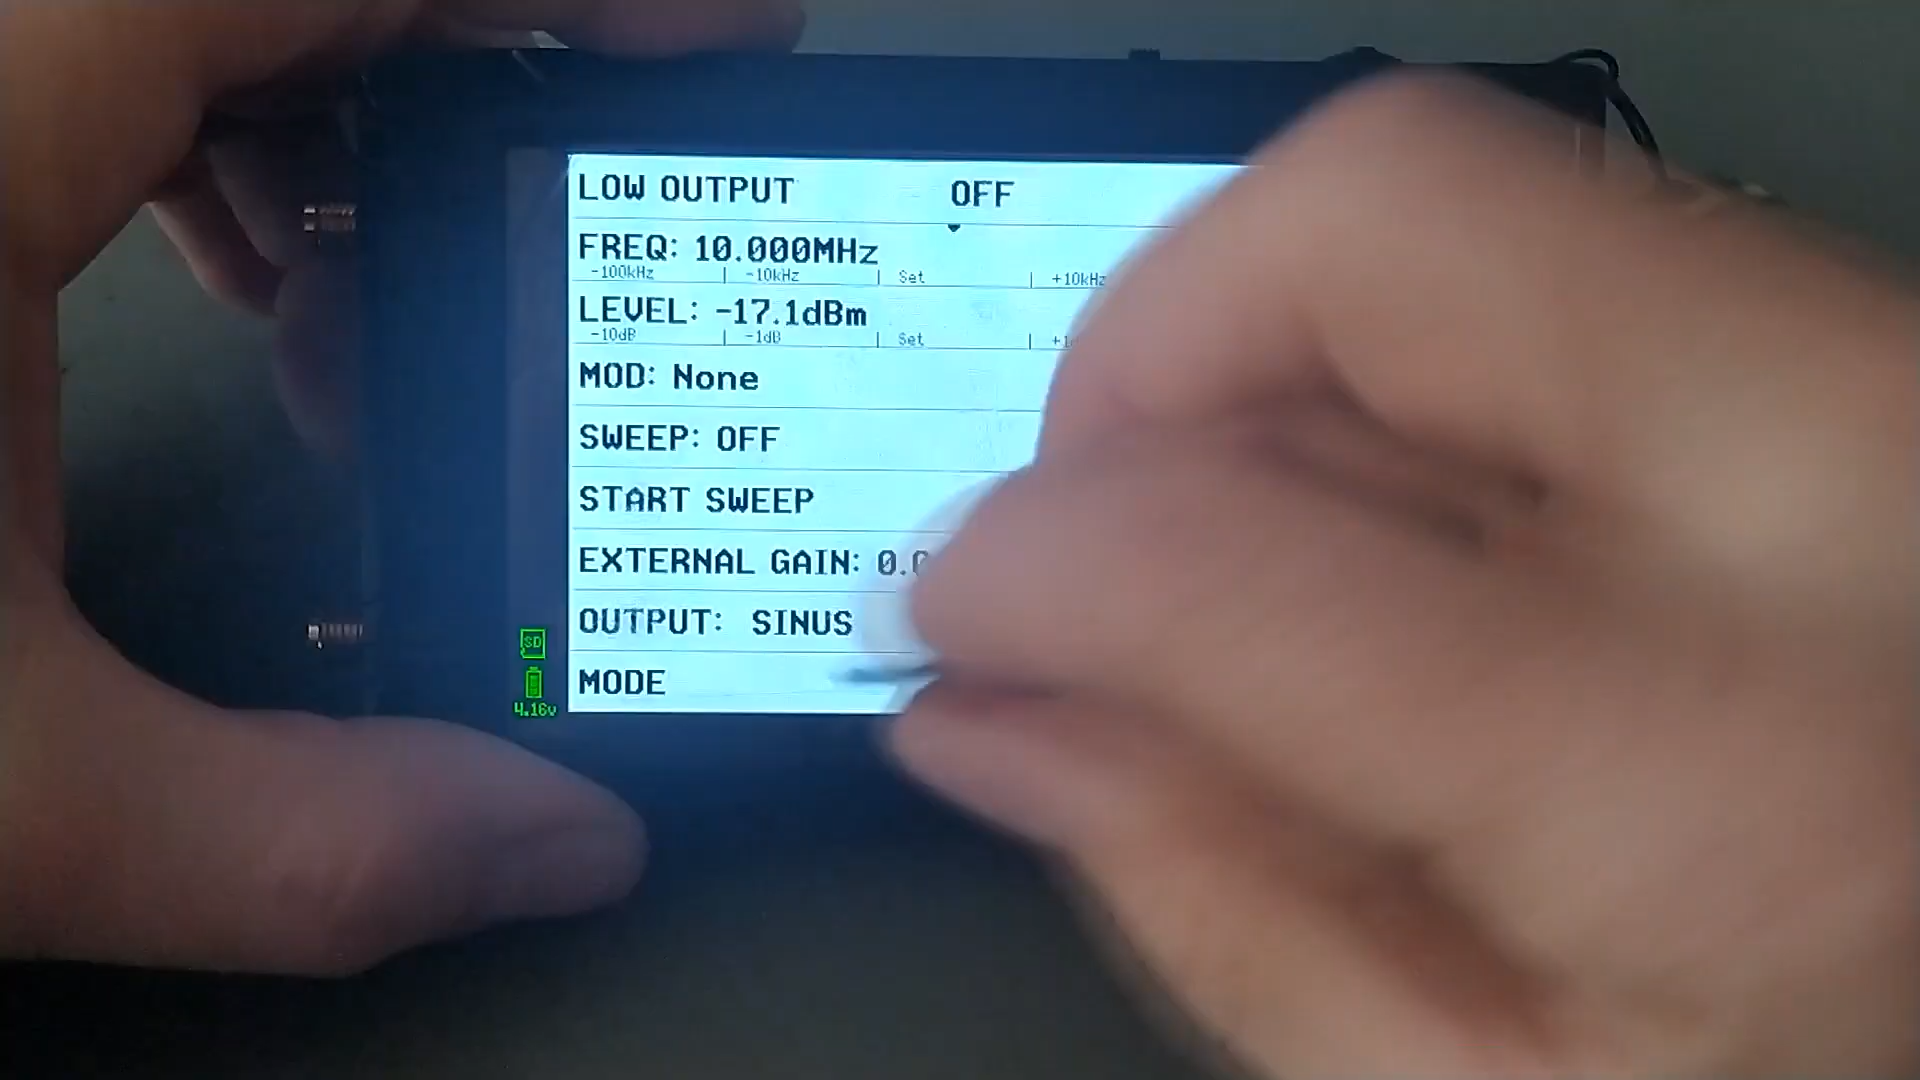 LOW OUTPUT OFF
FREQ: 10.000MHz
-100kHz | -10kHz | Set | +10kHz
LEVEL: -17.1dBm
-10dB | -1dB | Set |
MOD: None
SWEEP: OFF
START SWEEP
EXTERNAL GAIN:
OUTPUT: SINUS
MODE
SD
4.16v